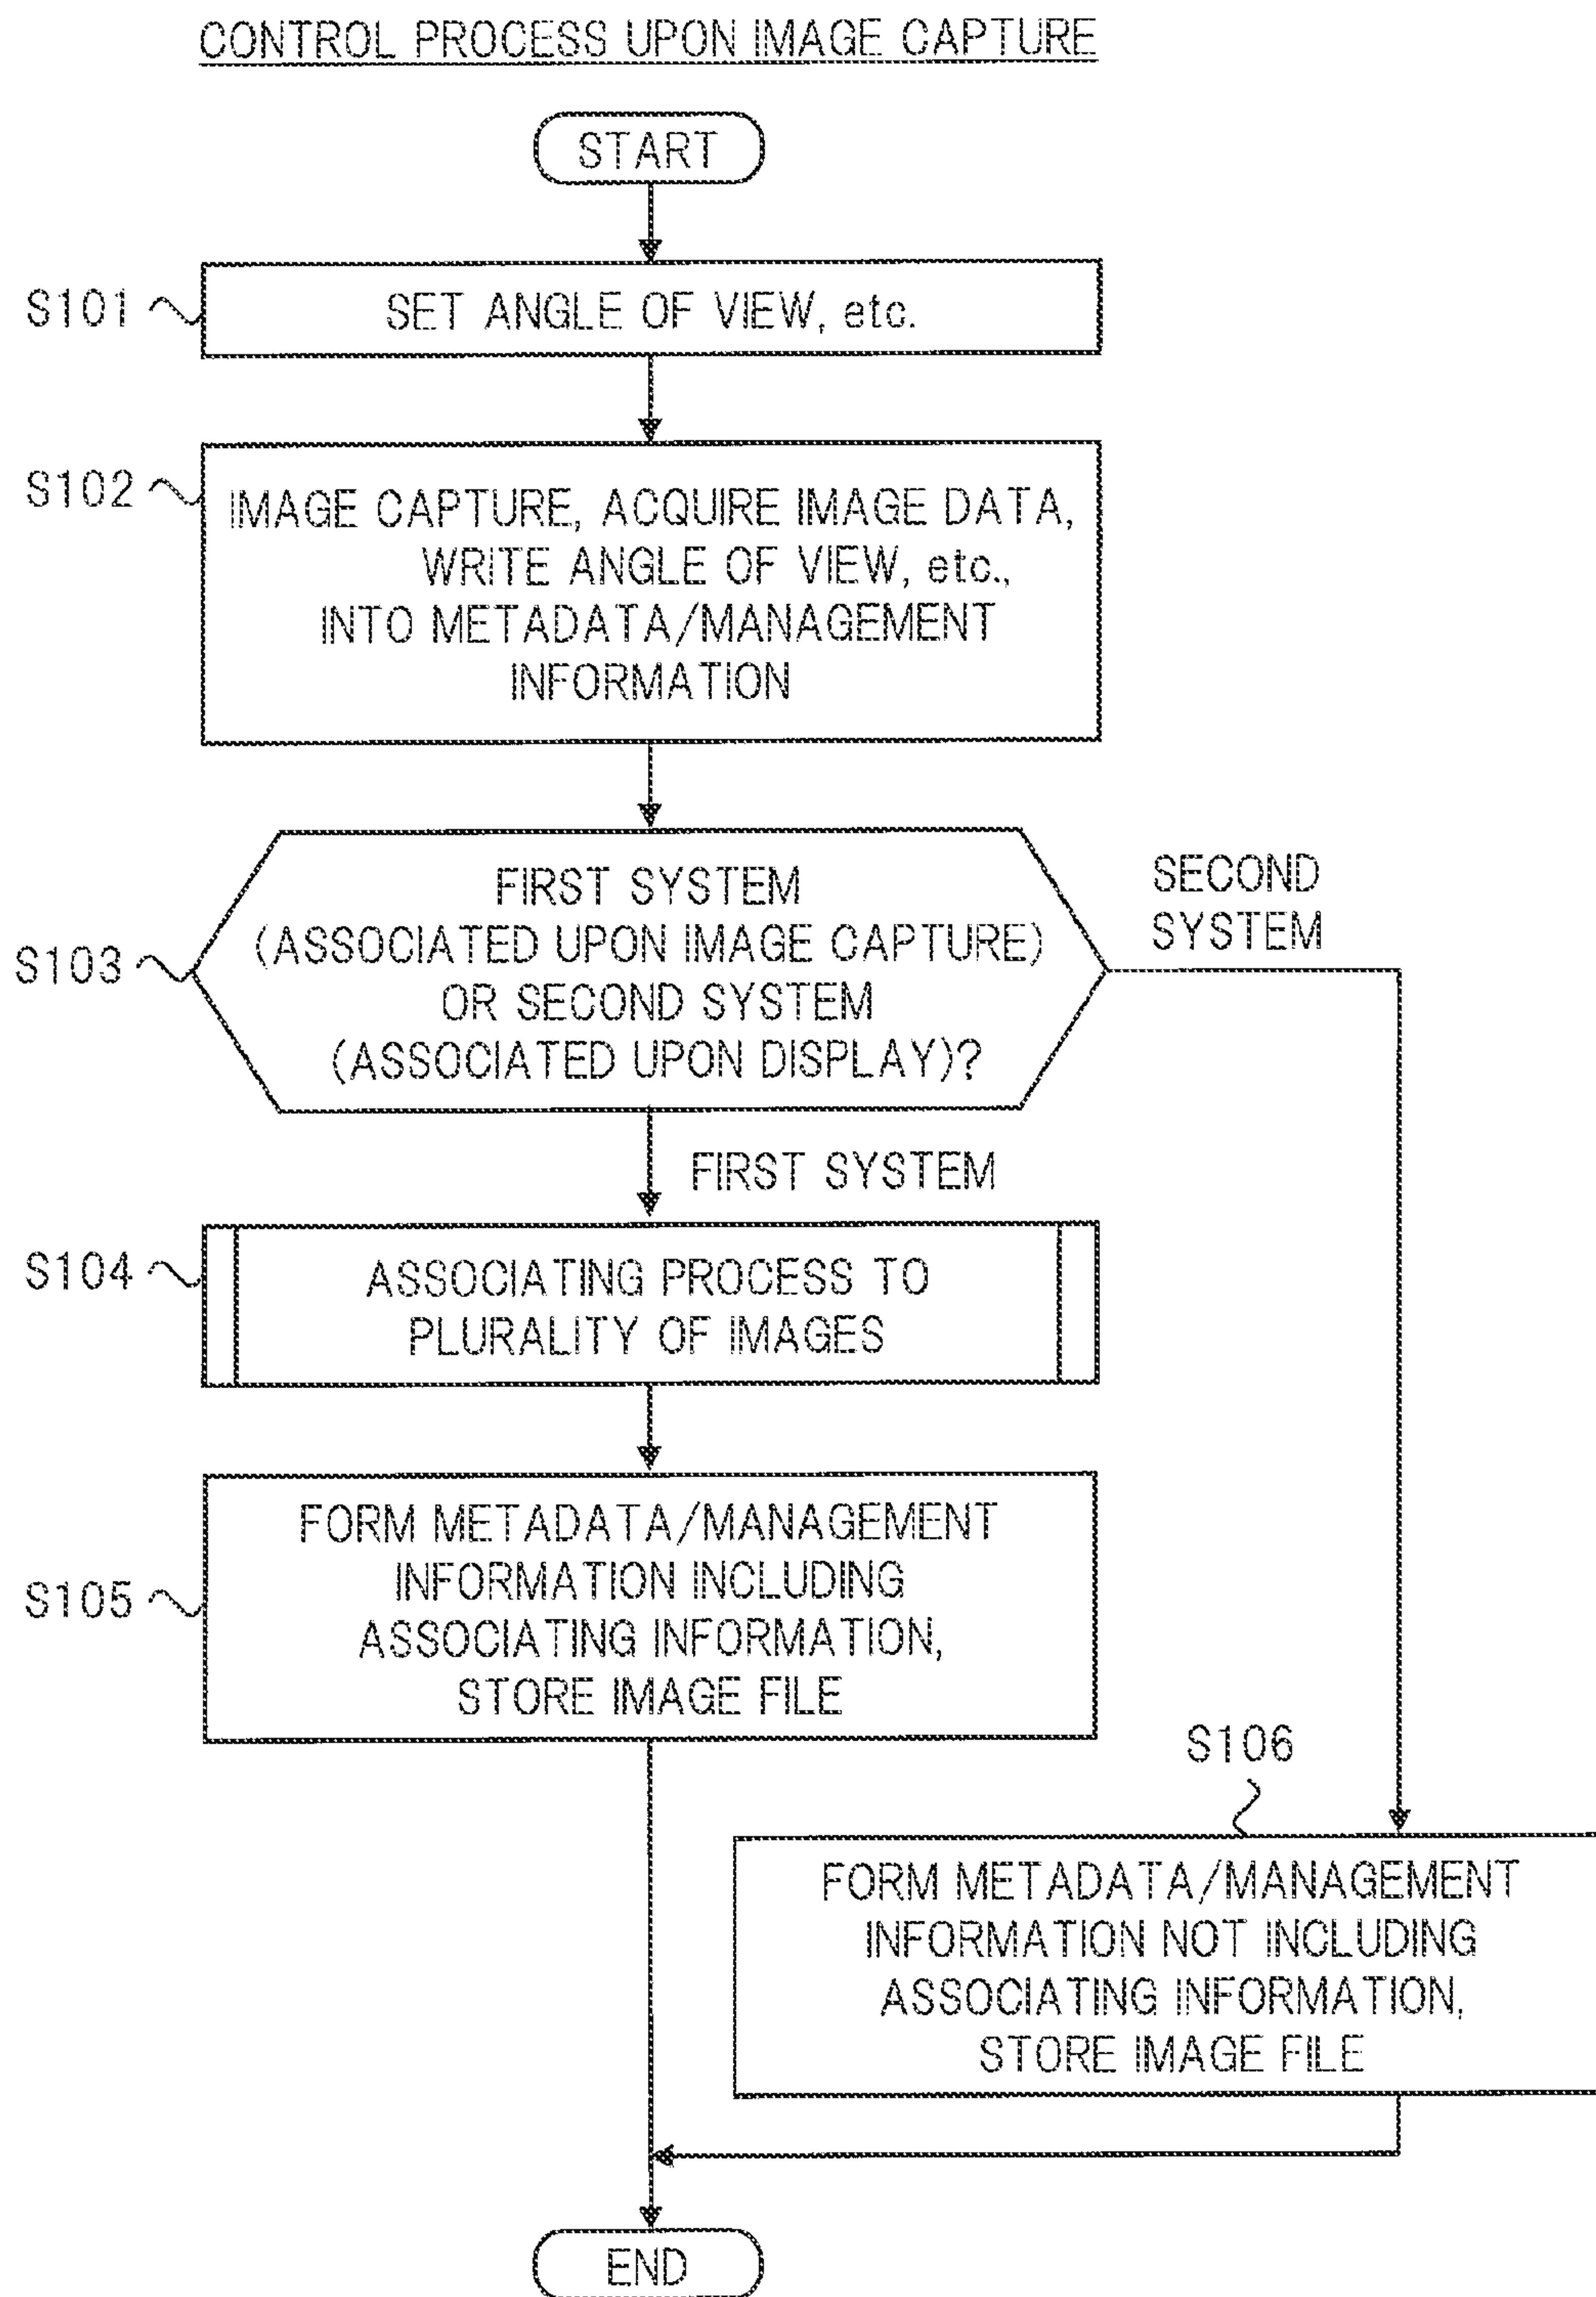 CONTROL PROCESS UPON IMAGE CAPTURE
START
S101
SET ANGLE OF VIEW, etc.
S102
IMAGE CAPTURE, ACQUIRE IMAGE DATA,
WRITE ANGLE OF VIEW, etc.,
INTO METADATA/MANAGEMENT
INFORMATION
S103
FIRST SYSTEM
(ASSOCIATED UPON IMAGE CAPTURE)
OR SECOND SYSTEM
(ASSOCIATED UPON DISPLAY)?
SECOND
SYSTEM
FIRST SYSTEM
S104
ASSOCIATING PROCESS TO
PLURALITY OF IMAGES
S105
FORM METADATA/MANAGEMENT
INFORMATION INCLUDING
ASSOCIATING INFORMATION,
STORE IMAGE FILE
S106
FORM METADATA/MANAGEMENT
INFORMATION NOT INCLUDING
ASSOCIATING INFORMATION,
STORE IMAGE FILE
END